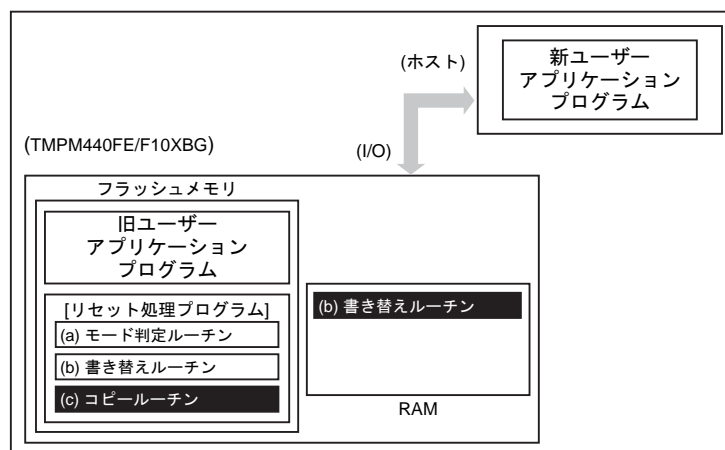 (ホスト)
新ユーザー
アプリケーション
プログラム
(TMPM440FE/F10XBG)
(I/O)
フラッシュメモリ
旧ユーザー
アプリケーション
プログラム
[リセット処理プログラム]
(a) モード判定ルーチン
(b) 書き替えルーチン
(c) コピールーチン
(b) 書き替えルーチン
RAM